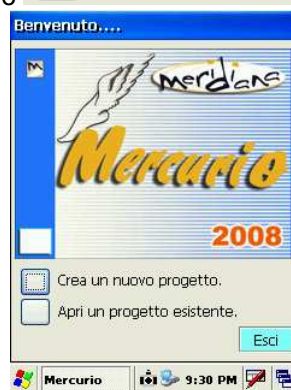 Benvenuto....
Meridiana
Mercurio
2008
Crea un nuovo progetto.
Apri un progetto esistente.
Esci
Mercurio 9:30 PM